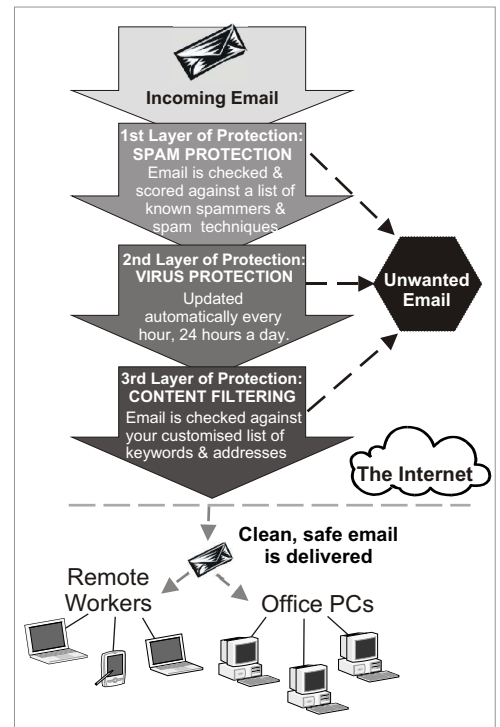 Incoming Email
1st Layer of Protection:
SPAM PROTECTION
Email is checked &
scored against a list of
known spammers &
spam techniques
2nd Layer of Protection:
VIRUS PROTECTION
Updated
automatically every
hour, 24 hours a day.
Unwanted
Email
3rd Layer of Protection:
CONTENT FILTERING
Email is checked against
your customised list of
keywords & addresses
The Internet
Clean, safe email
is delivered
Remote
Workers
Office PCs